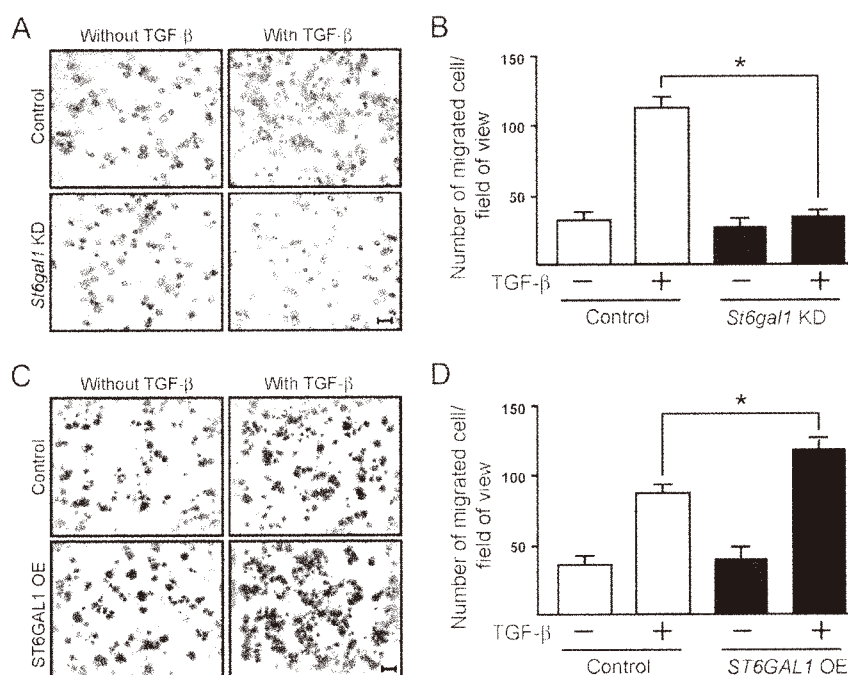 A
Without TGF β
With TGF-β
Control
St6gal1 KD
B
Number of migrated cell/
field of view
150
100
50
*
TGF-β
−
+
−
+
Control
St6gal1 KD
C
Without TGF-β
With TGF-β
Control
ST6GAL1 OE
D
Number of migrated cell/
field of view
150
100
50
*
TGF-β
−
+
−
+
Control
ST6GAL1 OE